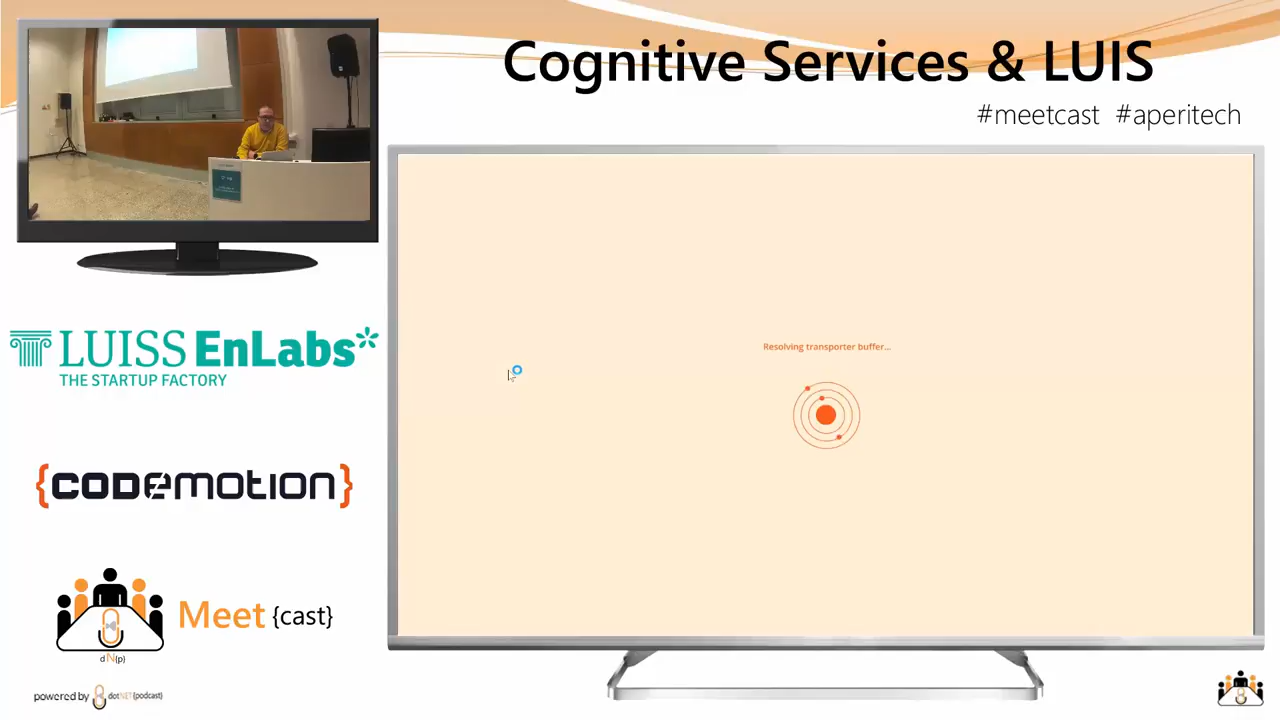 Cognitive Services & LUIS
#meetcast #aperitech
Resolving transporter buffer...
LUISS EnLabs*
THE STARTUP FACTORY
{CODEMOTION}
Meet {cast}
dN{p}
powered by dotNET{podcast}